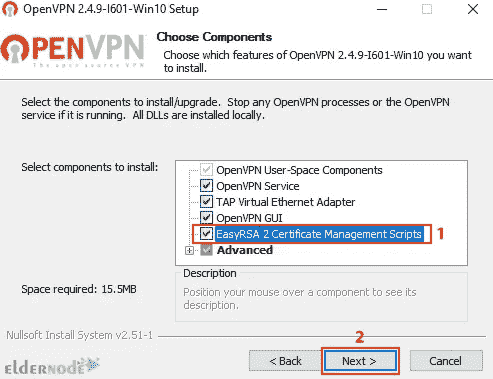 OpenVPN 2.4.9-I601-Win10 Setup
OPENVPN
The open source VPN
Choose Components
Choose which features of OpenVPN 2.4.9-I601-Win10 you want
to install.
Select the components to install/upgrade. Stop any OpenVPN processes or the OpenVPN
service if it is running. All DLLs are installed locally.
Select components to install:
OpenVPN User-Space Components
OpenVPN Service
TAP Virtual Ethernet Adapter
OpenVPN GUI
EasyRSA 2 Certificate Management Scripts 1
Advanced
Space required: 15.5MB
Description
Position your mouse over a component to see its
description.
Nullsoft Install System v2.51-1
2
eldernode
< Back Next > Cancel